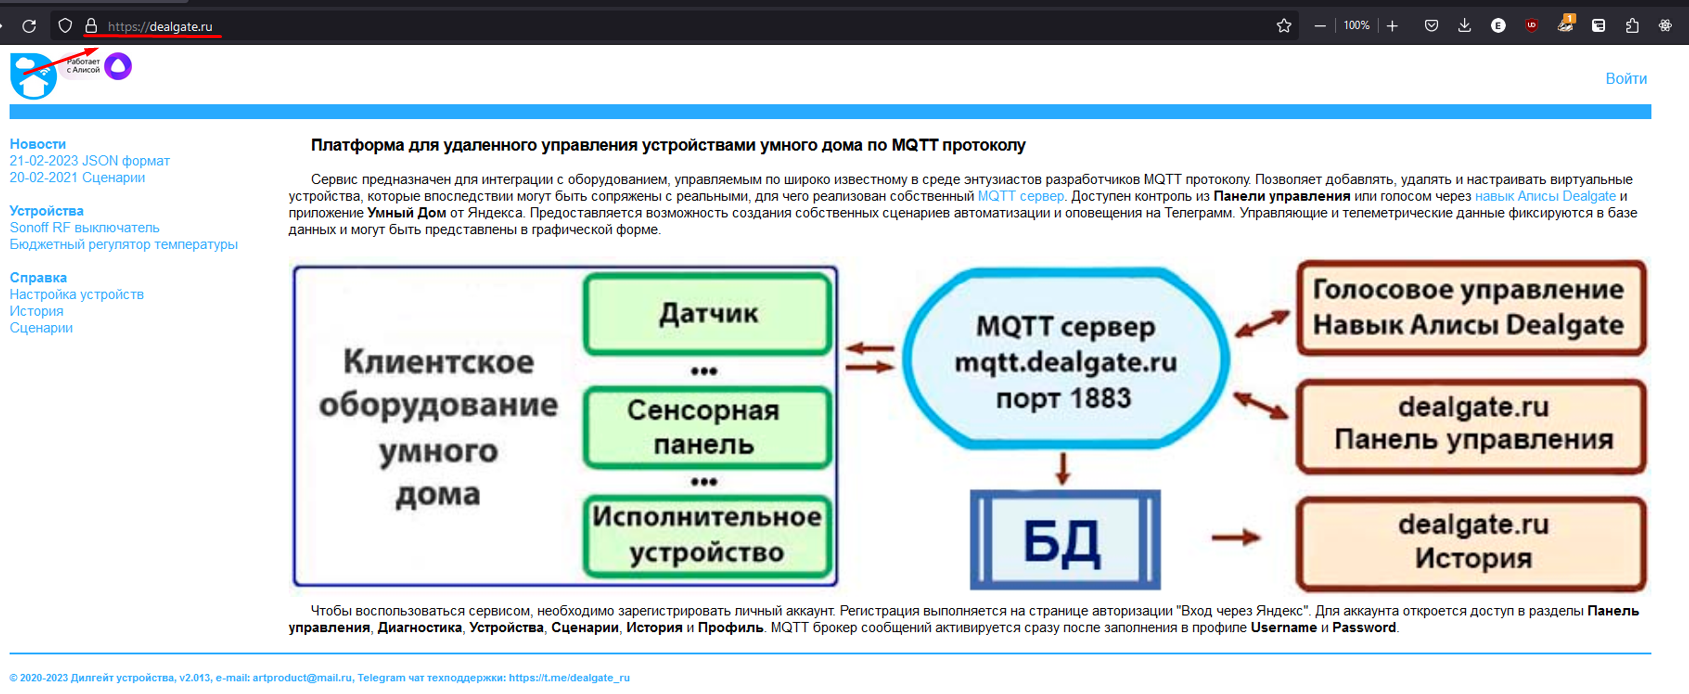 https://dealgate.ru
100%
1
Работает
с Алисой
Войти
Новости
21-02-2023 JSON формат
20-02-2021 Сценарии
Устройства
Sonoff RF выключатель
Бюджетный регулятор температуры
Справка
Настройка устройств
История
Сценарии
Платформа для удаленного управления устройствами умного дома по MQTT протоколу
Сервис предназначен для интеграции с оборудованием, управляемым по широко известному в среде энтузиастов разработчиков MQTT протоколу. Позволяет добавлять, удалять и настраивать виртуальные
устройства, которые впоследствии могут быть сопряжены с реальными, для чего реализован собственный MQTT сервер. Доступен контроль из Панели управления или голосом через навык Алисы Dealgate и
приложение Умный Дом от Яндекса. Предоставляется возможность создания собственных сценариев автоматизации и оповещения на Телеграмм. Управляющие и телеметрические данные фиксируются в базе
данных и могут быть представлены в графической форме.
Клиентское
оборудование
умного
дома
Датчик
•••
Сенсорная
панель
•••
Исполнительное
устройство
MQTT сервер
mqtt.dealgate.ru
порт 1883
БД
Голосовое управление
Навык Алисы Dealgate
dealgate.ru
Панель управления
dealgate.ru
История
Чтобы воспользоваться сервисом, необходимо зарегистрировать личный аккаунт. Регистрация выполняется на странице авторизации "Вход через Яндекс". Для аккаунта откроется доступ в разделы Панель
управления, Диагностика, Устройства, Сценарии, История и Профиль. MQTT брокер сообщений активируется сразу после заполнения в профиле Username и Password.
© 2020-2023 Дилгейт устройства, v2.013, e-mail: artproduct@mail.ru, Telegram чат техподдержки: https://t.me/dealgate_ru